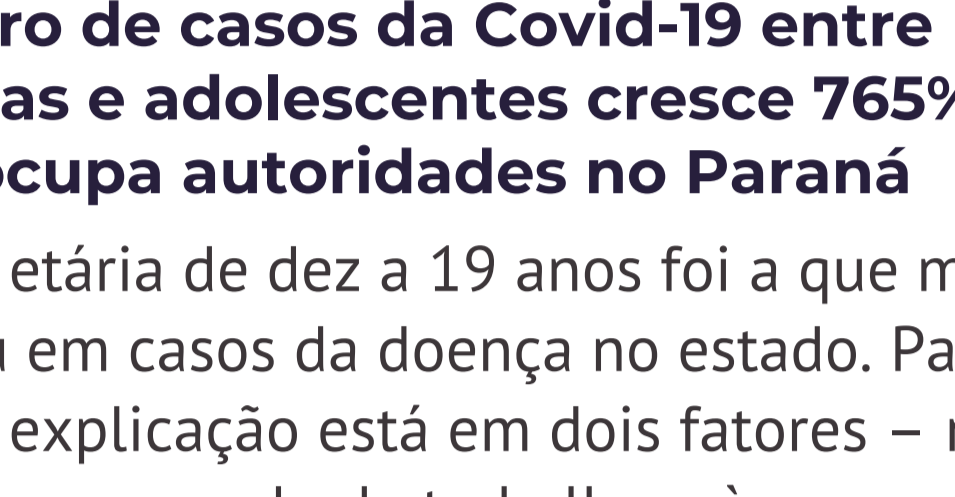 ro de casos da Covid-19 entre
as e adolescentes cresce 765%
ocupa autoridades no Paraná
etária de dez a 19 anos foi a que m
em casos da doença no estado. Pa
explicação está em dois fatores –